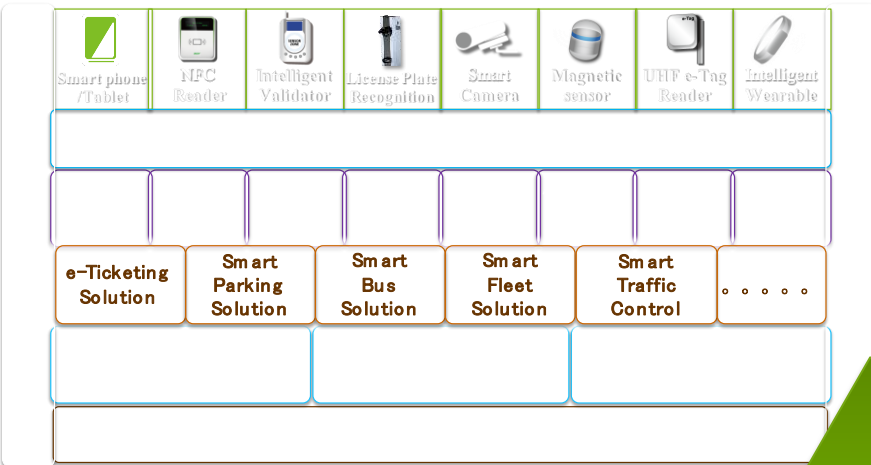 Smart phone
/Tablet
NFC
Reader
Intelligent
Validator
License Plate
Recognition
Smart
Camera
Magnetic
sensor
e-Tag
UHF e-Tag
Reader
Intelligent
Wearable
e-Ticketing
Solution
Smart
Parking
Solution
Smart
Bus
Solution
Smart
Fleet
Solution
Smart
Traffic
Control
。。。。。